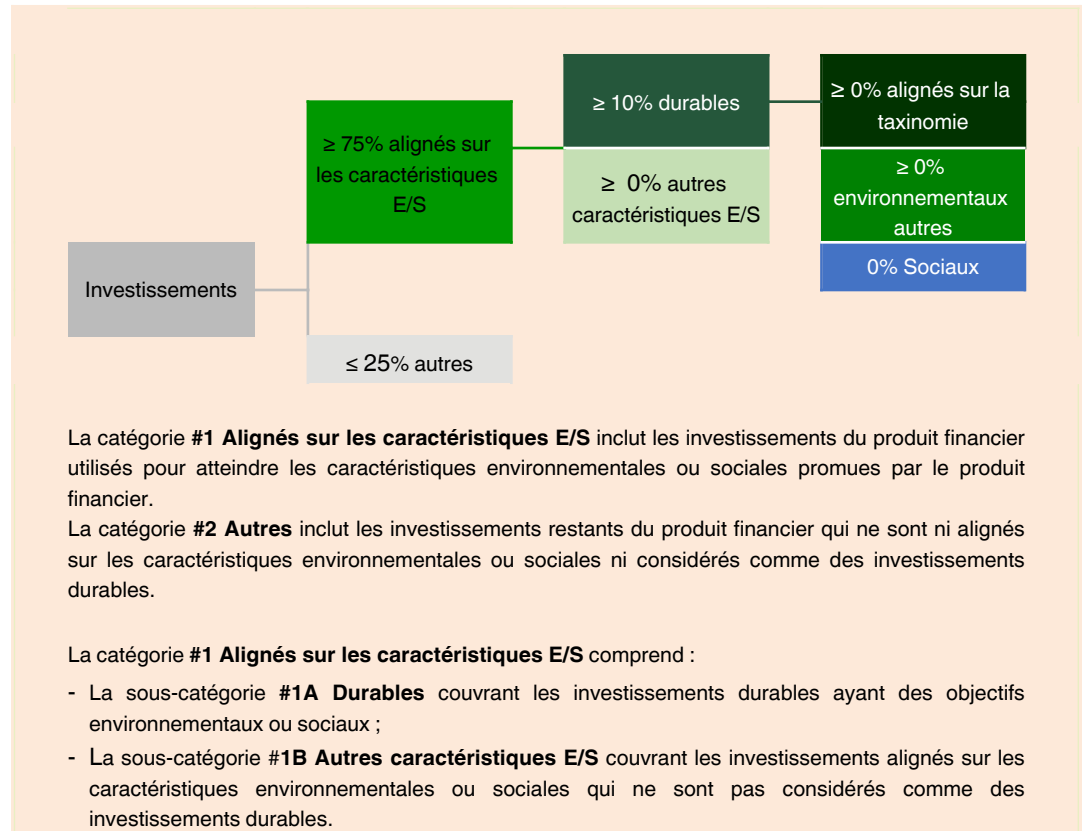 ≥ 75% alignés sur
les caractéristiques
E/S
≥ 10% durables
≥ 0% autres
caractéristiques E/S
≥ 0% alignés sur la
taxinomie
≥ 0%
environnementaux
autres
0% Sociaux
Investissements
≤ 25% autres
La catégorie #1 Alignés sur les caractéristiques E/S inclut les investissements du produit financier
utilisés pour atteindre les caractéristiques environnementales ou sociales promues par le produit
financier.
La catégorie #2 Autres inclut les investissements restants du produit financier qui ne sont ni alignés
sur les caractéristiques environnementales ou sociales ni considérés comme des investissements
durables.
La catégorie #1 Alignés sur les caractéristiques E/S comprend :
- La sous-catégorie #1A Durables couvrant les investissements durables ayant des objectifs
environnementaux ou sociaux ;
- La sous-catégorie #1B Autres caractéristiques E/S couvrant les investissements alignés sur les
caractéristiques environnementales ou sociales qui ne sont pas considérés comme des
investissements durables.